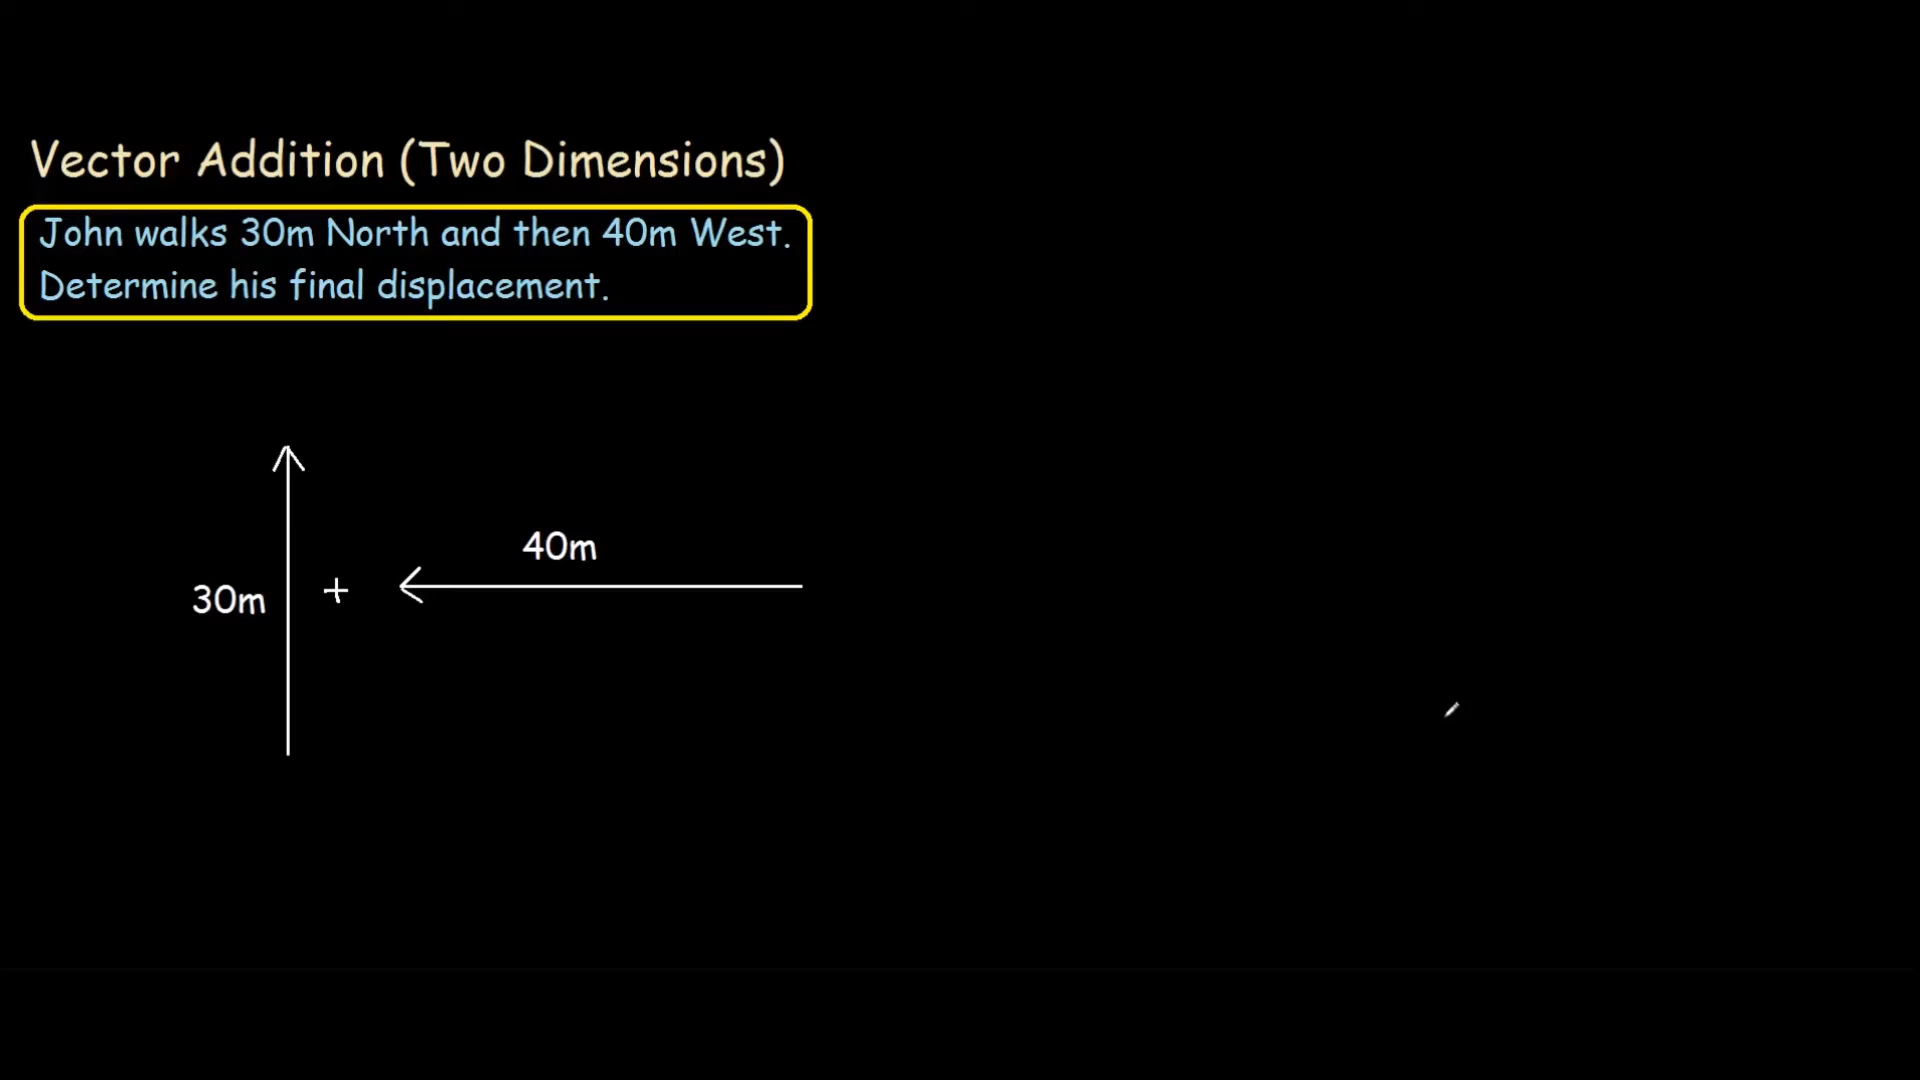 Vector Addition (Two Dimensions)
John walks 30m North and then 40m West.
Determine his final displacement.
40m
30m
+